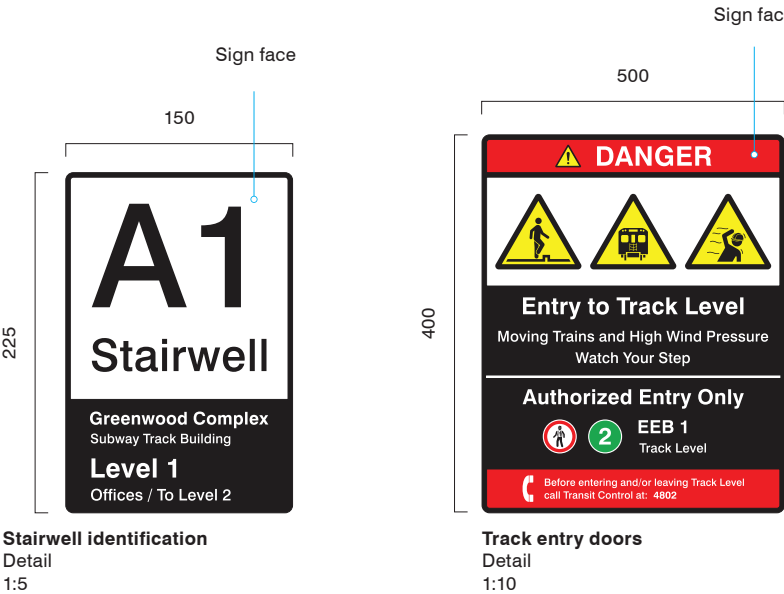 Sign face
150
225
A1
Stairwell
Greenwood Complex
Subway Track Building
Level 1
Offices / To Level 2
Stairwell identification
Detail
1:5
Sign fac
500
400
DANGER
Entry to Track Level
Moving Trains and High Wind Pressure
Watch Your Step
Authorized Entry Only
2
EEB 1
Track Level
Before entering and/or leaving Track Level
call Transit Control at: 4802
Track entry doors
Detail
1:10